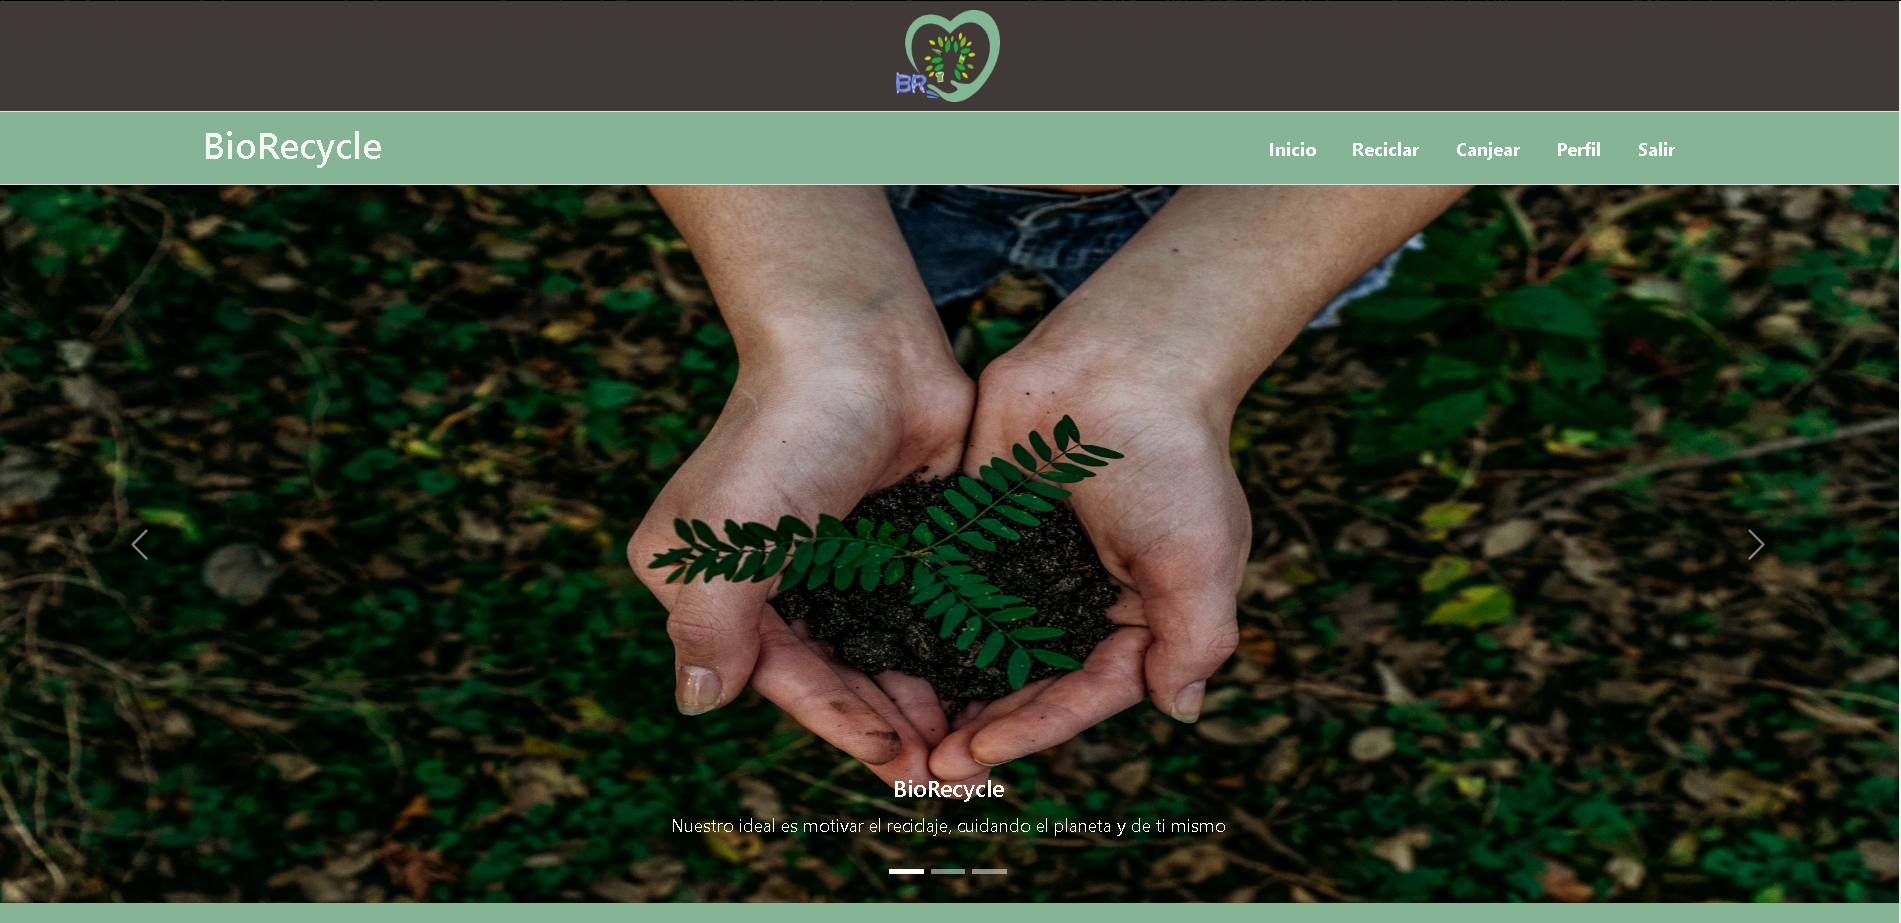 BR
BioRecycle
Inicio Reciclar Canjear Perfil Salir
BioRecycle
Nuestro ideal es motivar el reciclaje, cuidando el planeta y de ti mismo